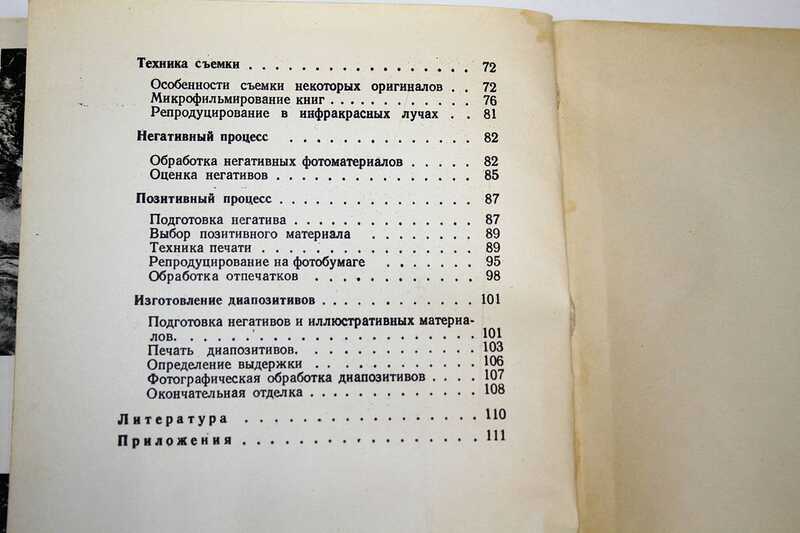 Техника съемки . . . . . . . . . . . . . . . . . 72
Особенности съемки некоторых оригиналов . . 72
Микрофильмирование книг . . . . . . . . . . . . 76
Репродуцирование в инфракрасных лучах . . 81
Негативный процесс . . . . . . . . . . . . . . 82
Обработка негативных фотоматериалов . . . . . 82
Оценка негативов . . . . . . . . . . . . . . . 85
Позитивный процесс . . . . . . . . . . . . . . . 87
Подготовка негатива . . . . . . . . . . . . . . 87
Выбор позитивного материала . . . . . . . . 89
Техника печати . . . . . . . . . . . . . . . . 89
Репродуцирование на фотобумаге . . . . . . . 95
Обработка отпечатков . . . . . . . . . . . . 98
Изготовление диапозитивов . . . . . . . . . . . . 101
Подготовка негативов и иллюстративных материа-
лов. . . . . . . . . . . . . . . . . . . . . . . 101
Печать диапозитивов. . . . . . . . . . . . . . 103
Определение выдержки . . . . . . . . . . . . . 106
Фотографическая обработка диапозитивов . . . . 107
Окончательная отделка . . . . . . . . . . . . . 108
Литература . . . . . . . . . . . . . . . . . 110
Приложения . . . . . . . . . . . . . . . . . 111